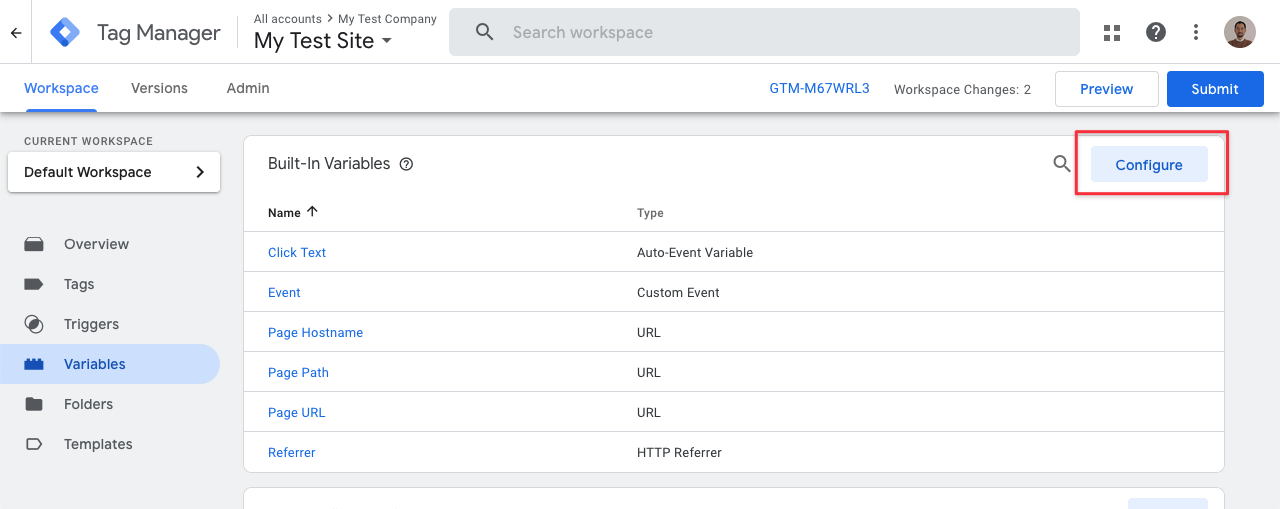 All accounts > My Test Company
Tag Manager
My Test Site
Search workspace
Workspace
Versions
Admin
GTM-M67WRL3
Workspace Changes: 2
Preview
Submit
CURRENT WORKSPACE
Default Workspace
Overview
Tags
Triggers
Variables
Folders
Templates
Built-In Variables
Configure
Name Type
Click Text Auto-Event Variable
Event Custom Event
Page Hostname URL
Page Path URL
Page URL URL
Referrer HTTP Referrer